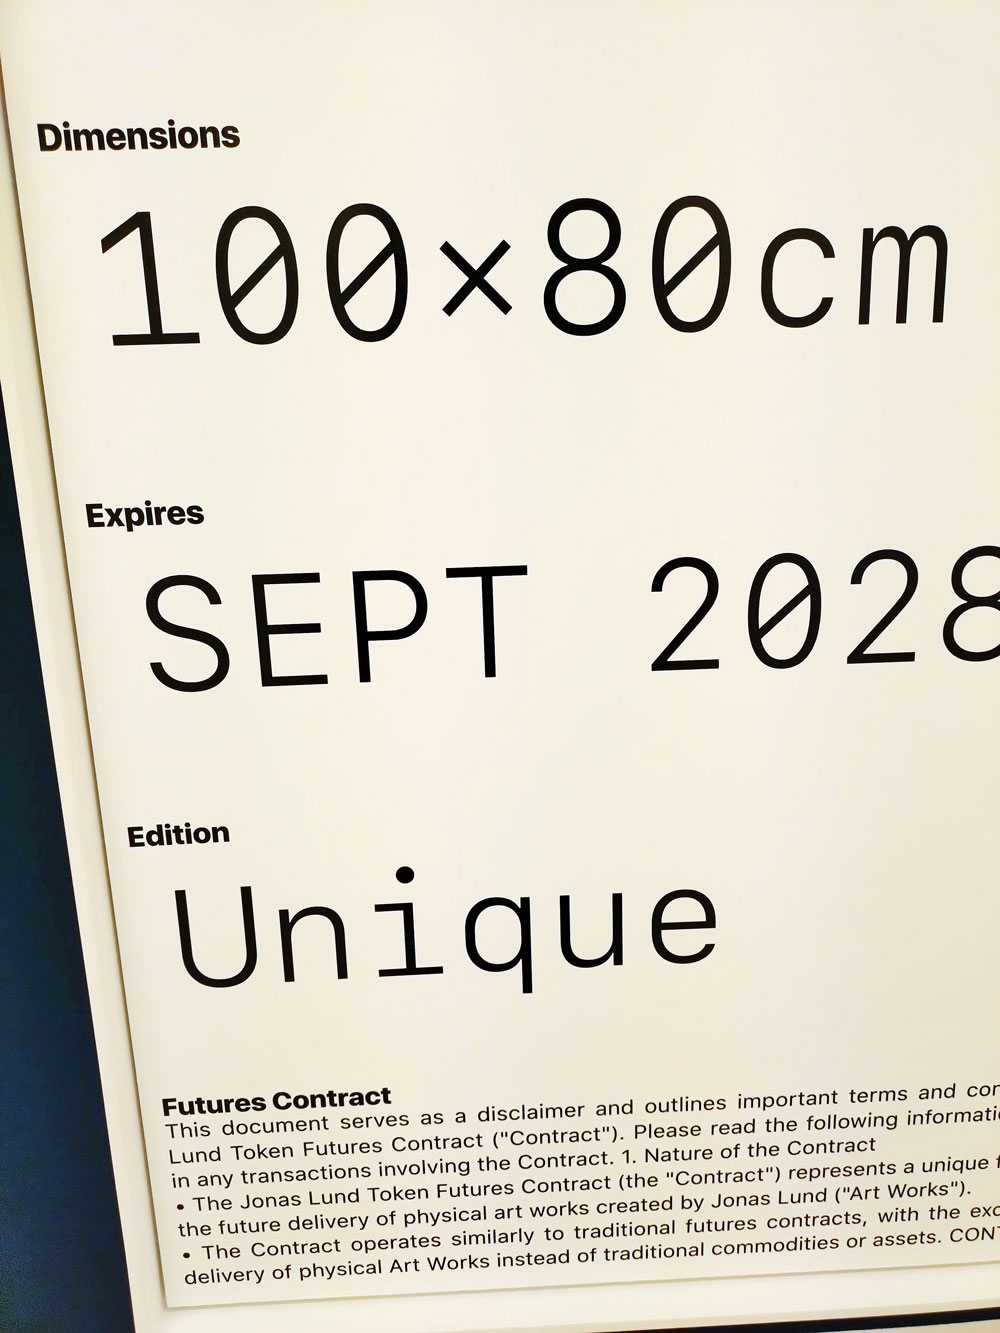 Dimensions
100×80cm
Expires
SEPT 2028
Edition
Unique
Futures Contract
This document serves as a disclaimer and outlines important terms and
Lund Token Futures Contract ("Contract"). Please read the following
in any transactions involving the Contract. 1. Nature of the Contract
• The Jonas Lund Token Futures Contract (the "Contract") represents a unique
the future delivery of physical art works created by Jonas Lund ("Art Works").
• The Contract operates similarly to traditional futures contracts, with the
delivery of physical Art Works instead of traditional commodities or assets.